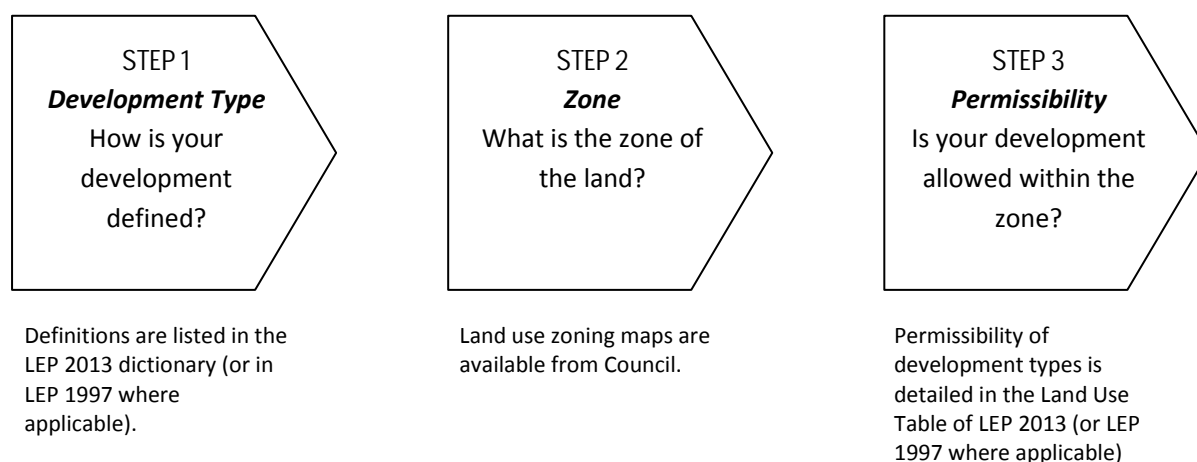 STEP 1
Development Type
How is your
development
defined?
Definitions are listed in the
LEP 2013 dictionary (or in
LEP 1997 where
applicable).
STEP 2
Zone
What is the zone of
the land?
Land use zoning maps are
available from Council.
STEP 3
Permissibility
Is your development
allowed within the
zone?
Permissibility of
development types is
detailed in the Land Use
Table of LEP 2013 (or LEP
1997 where applicable)